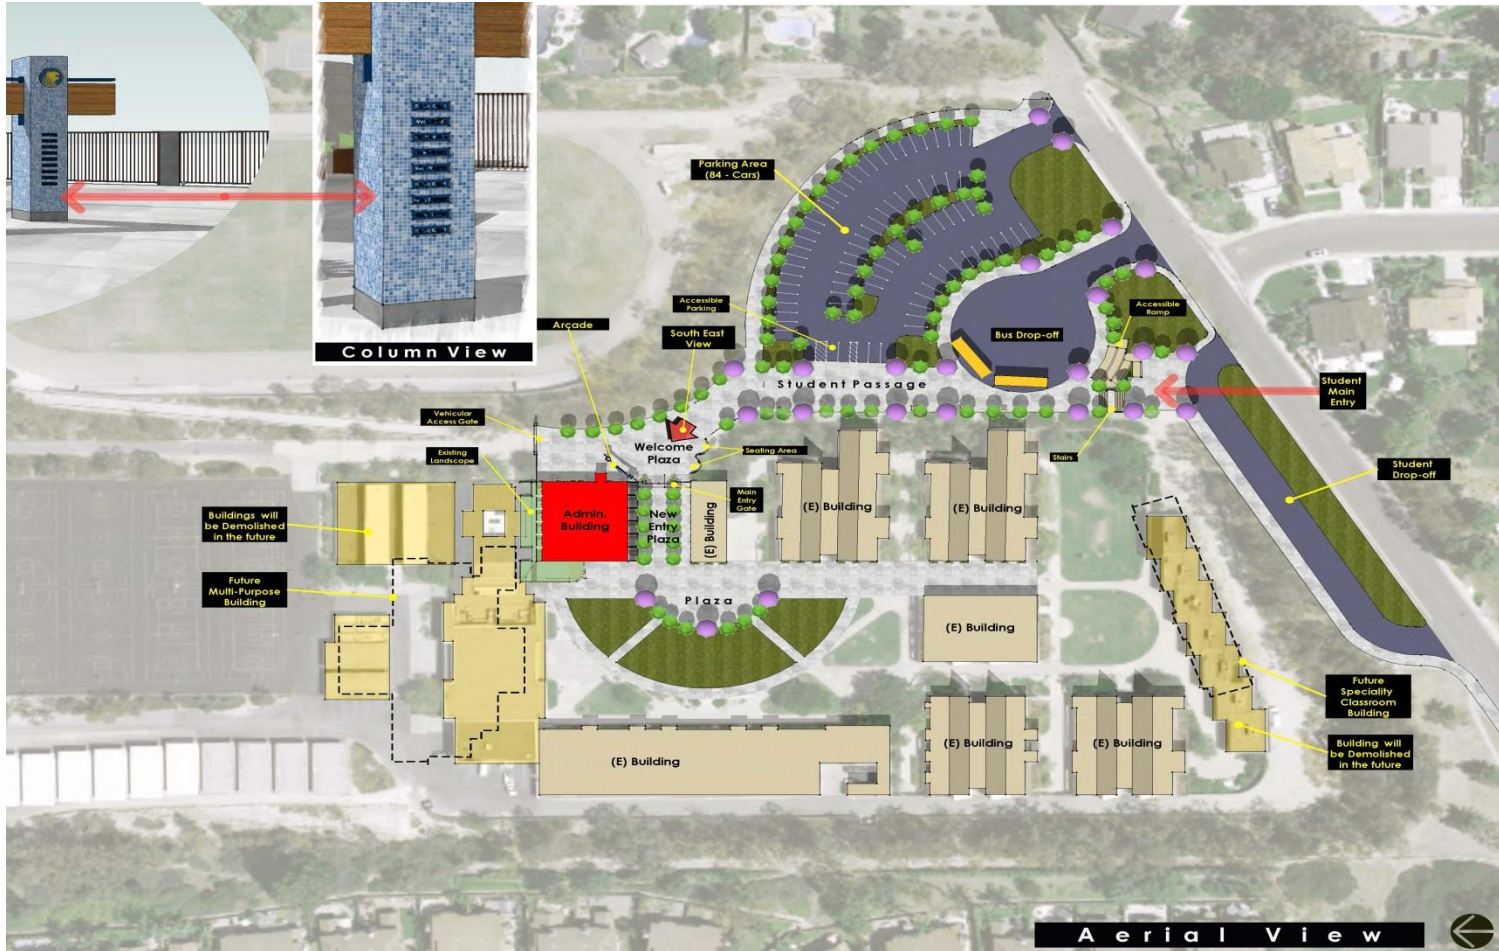 Column View
Parking Area
(84 - Cars)
Accessible
Parking
South East
View
Arcade
Bus Drop-off
Accessible
Ramp
Student Passage
Student
Main
Entry
Vehicular
Access Gate
Welcome
Plaza
Seating Area
Stairs
Existing
Landscape
Student
Drop-off
Main
Entry
Gate
Admin.
Building
New
Entry
Plaza
(E) Building
(E) Building
(E) Building
Buildings will
be Demolished
in the future
Future
Multi-Purpose
Building
Plaza
(E) Building
Future
Speciality
Classroom
Building
(E) Building
(E) Building
(E) Building
Building will
be Demolished
in the future
Aerial View